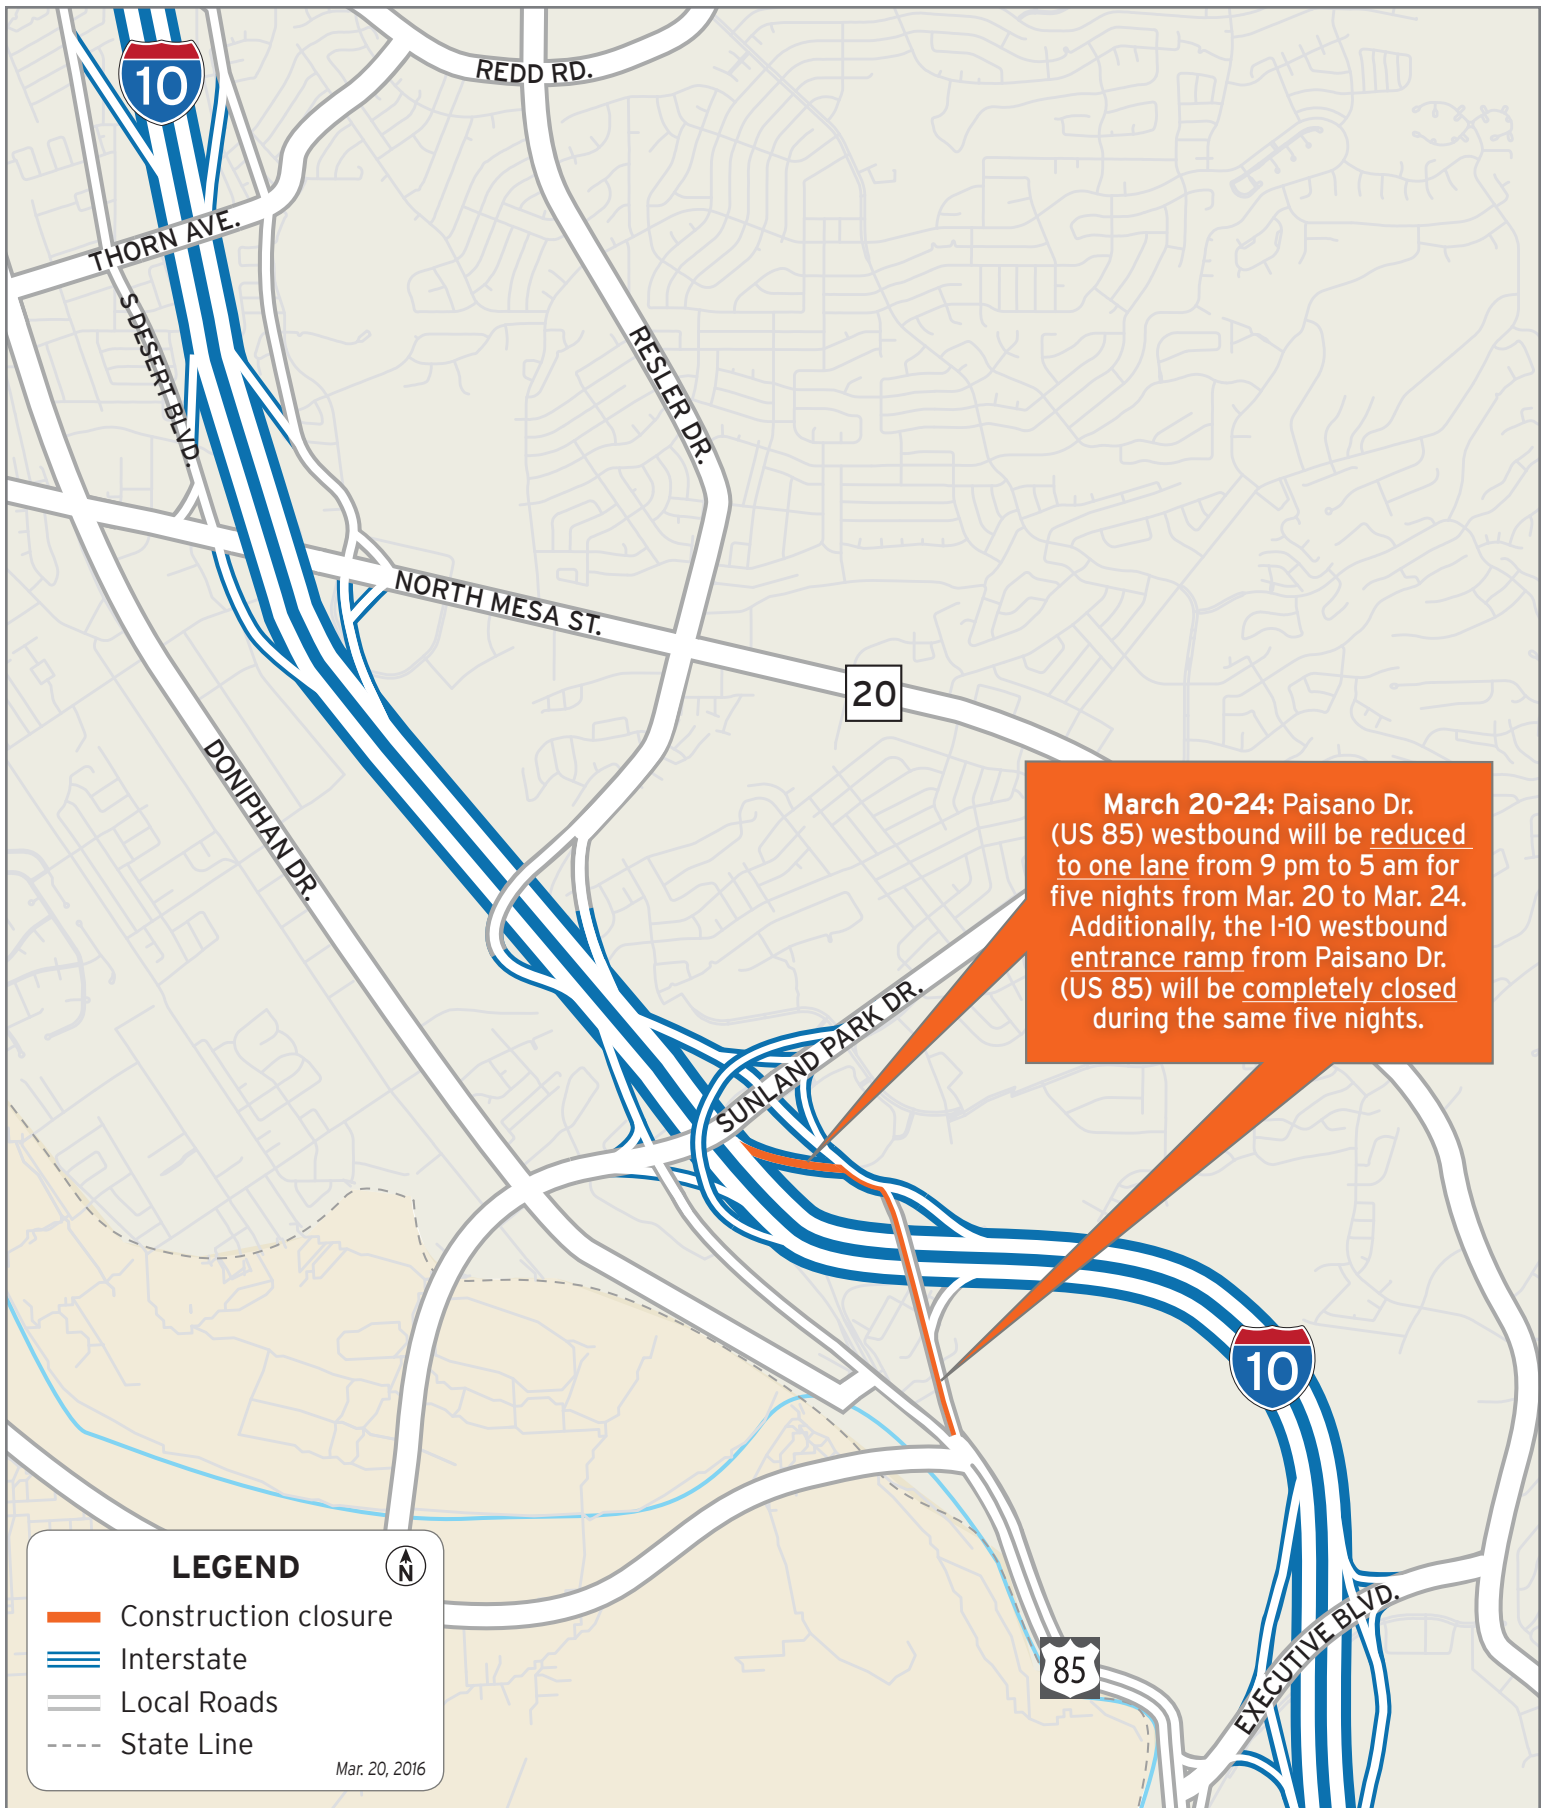 10
REDD RD.
THORN AVE.
S DESERT BLVD.
RESLER DR.
NORTH MESA ST.
20
DONIPHAN DR.
March 20-24: Paisano Dr.
(US 85) westbound will be reduced
to one lane from 9 pm to 5 am for
five nights from Mar. 20 to Mar. 24.
Additionally, the I-10 westbound
entrance ramp from Paisano Dr.
(US 85) will be completely closed
during the same five nights.
SUNLAND PARK DR.
10
85
EXECUTIVE BLVD.
LEGEND
N
Construction closure
Interstate
Local Roads
State Line
Mar. 20, 2016